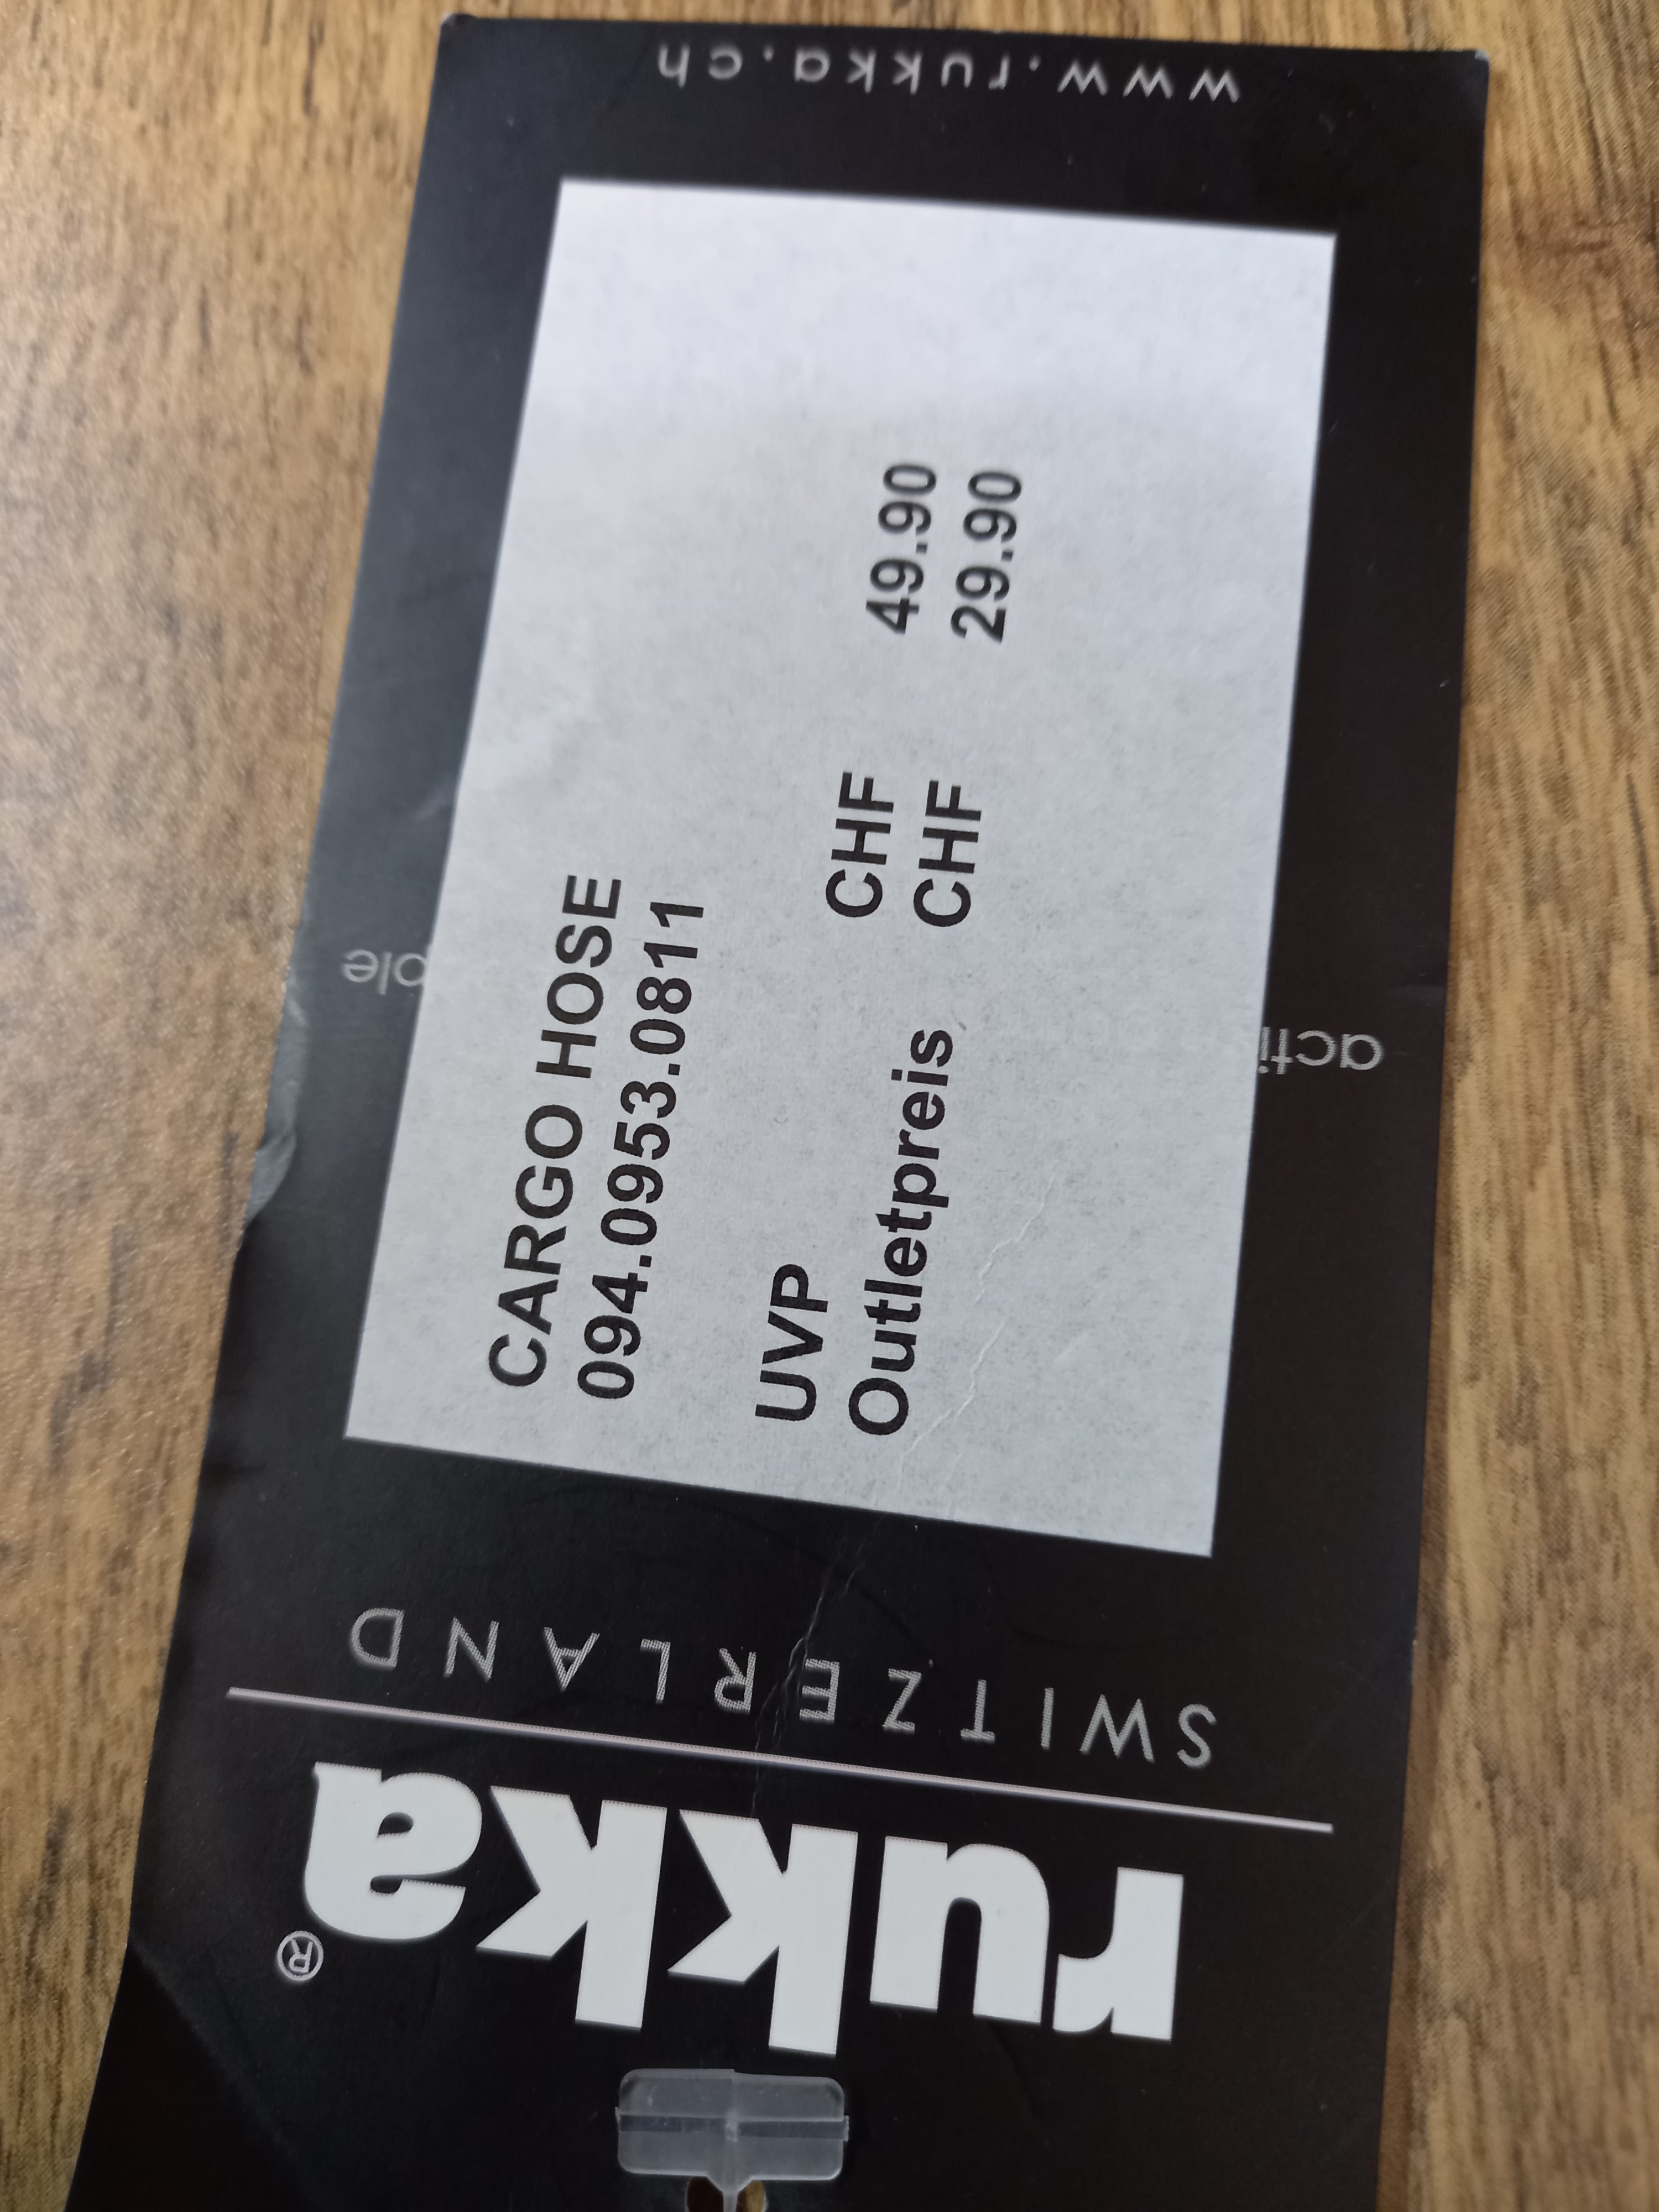 rukka®
SWITZERLAND
CARGO HOSE
094.0953.0811
UVP CHF 49.90
Outletpreis CHF 29.90
www.rukka.ch